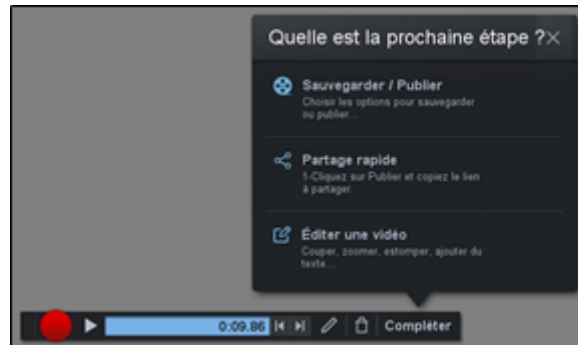 Quelle est la prochaine étape ?
Sauvegarder / Publier
Choisir les options pour sauvegarder
ou publier...
Partage rapide
1-Cliquez sur Publier et copiez le lien
à partager.
Éditer une vidéo
Couper, zoomer, estomper, ajouter du
texte...
0:09.86
Compléter